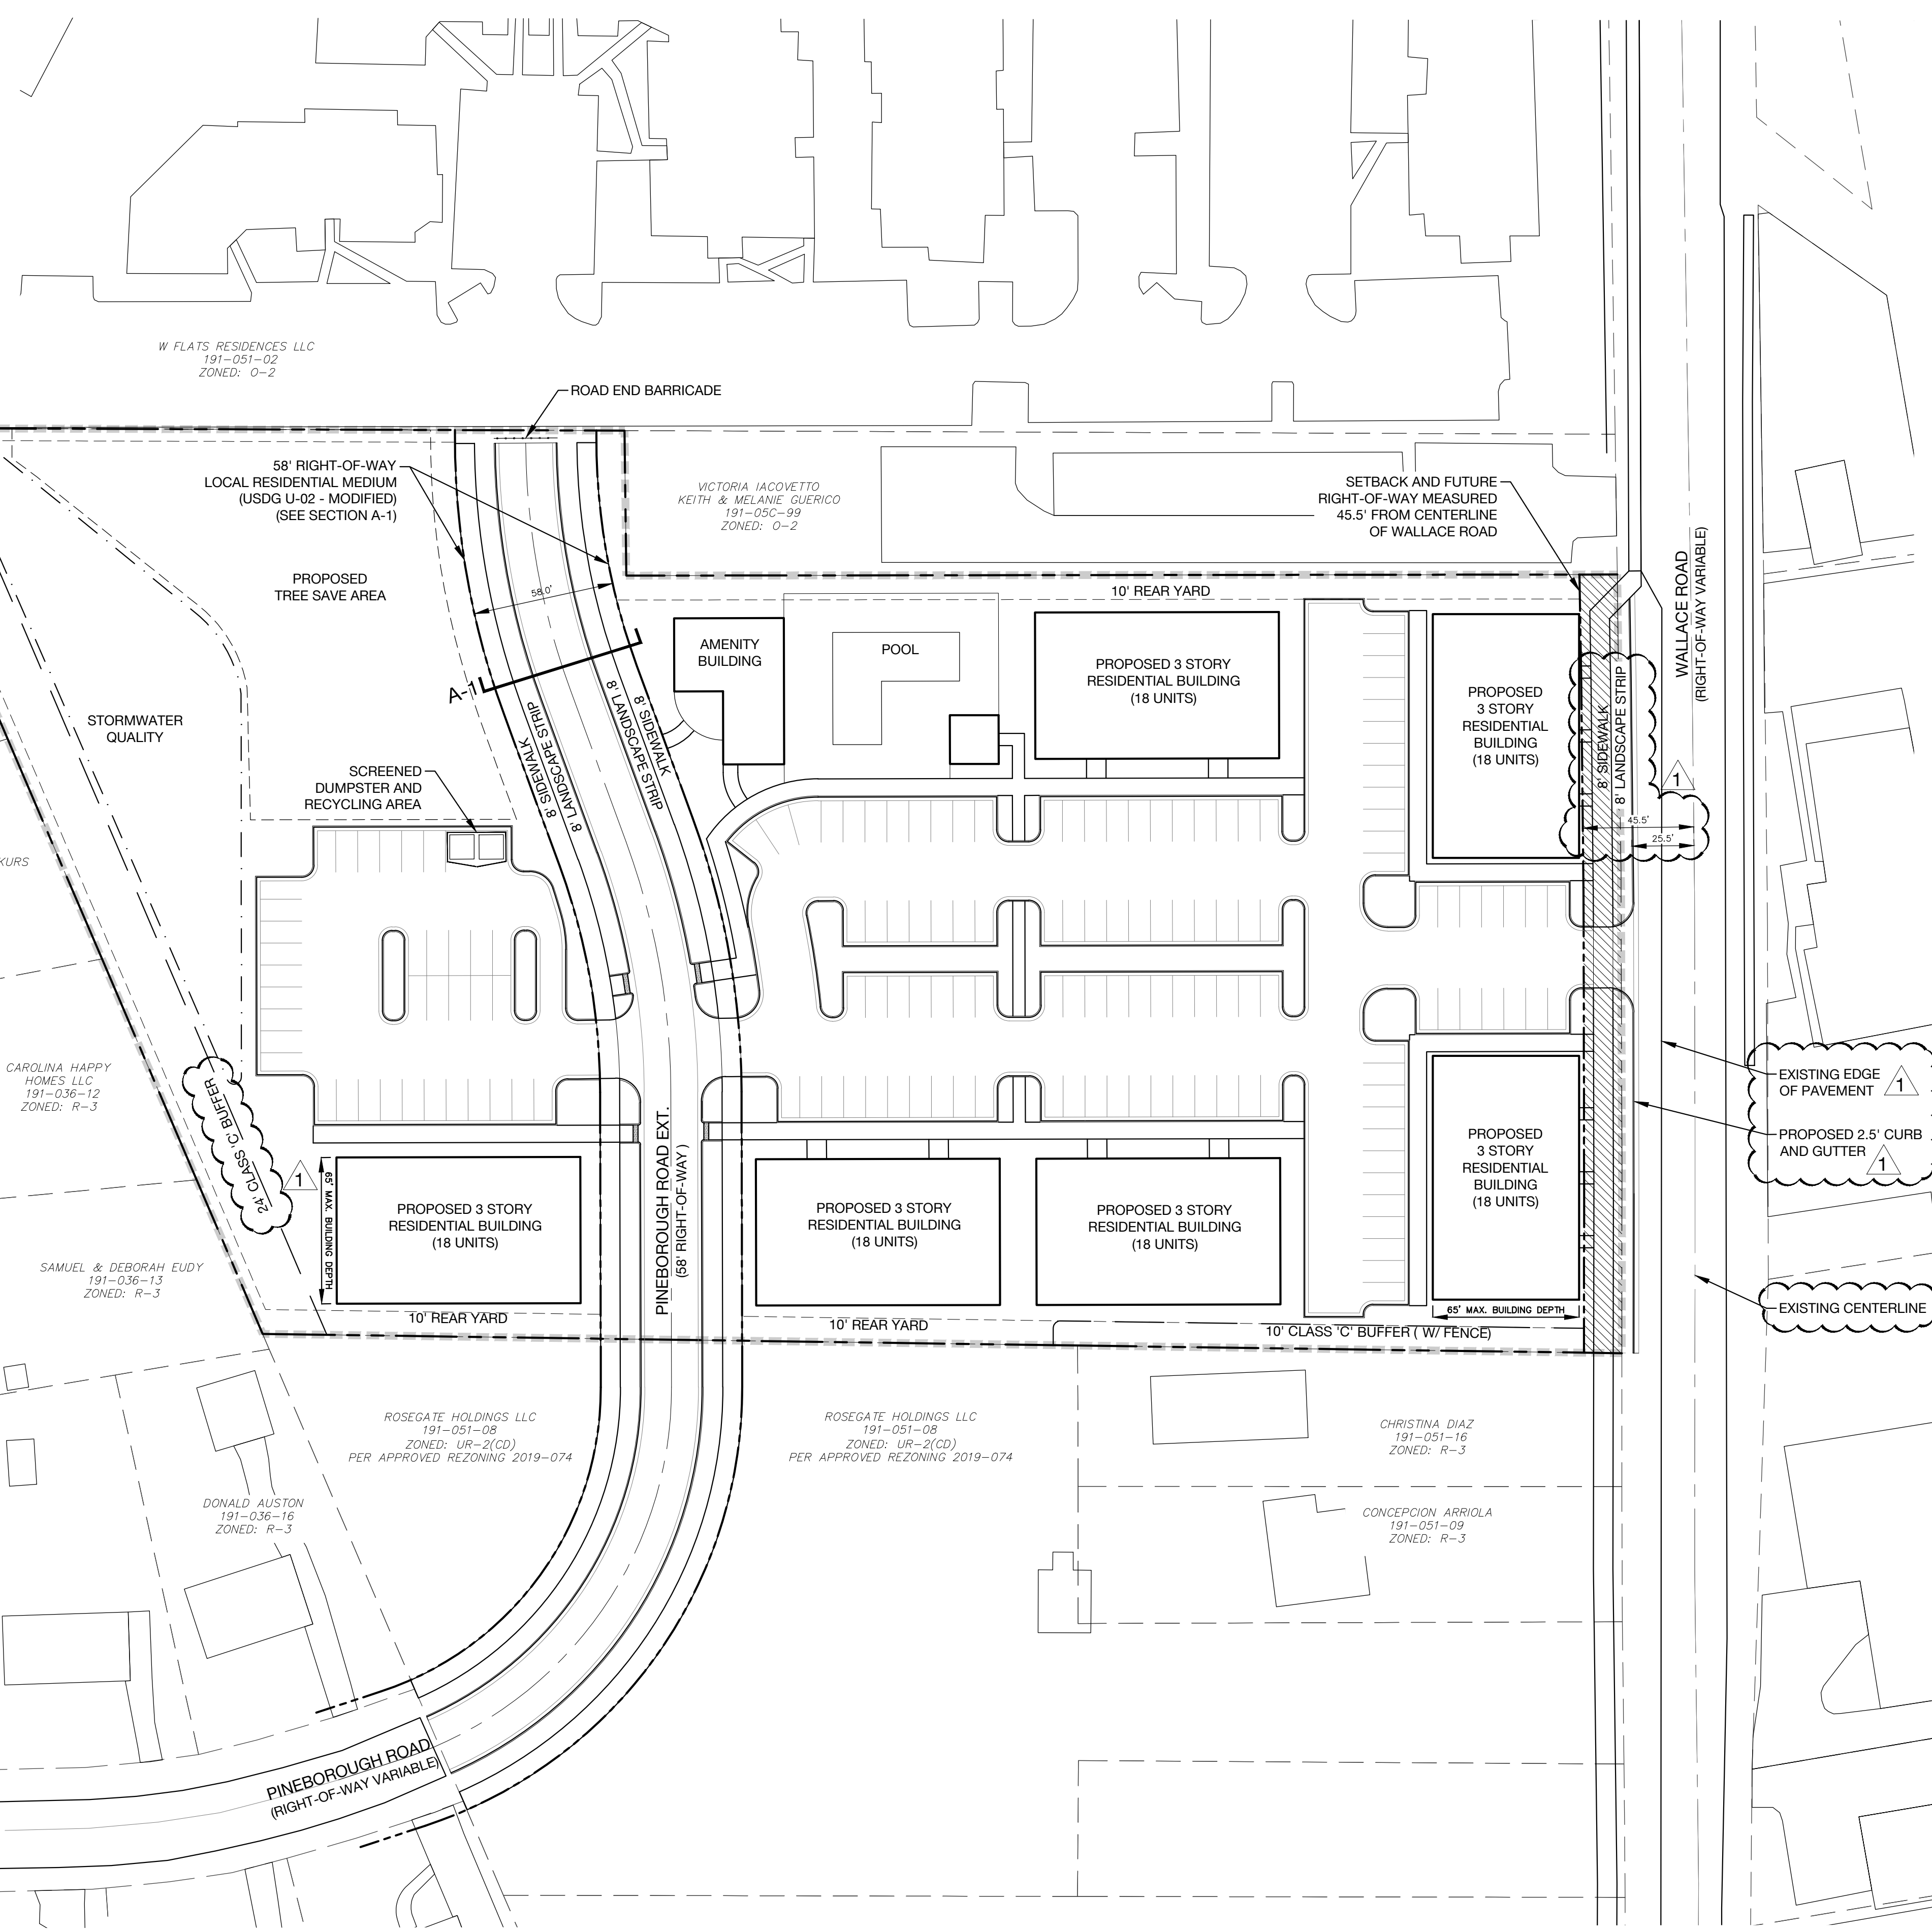 W FLATS RESIDENCES LLC
191-051-02
ZONED: O-2
ROAD END BARRICADE
58' RIGHT-OF-WAY
LOCAL RESIDENTIAL MEDIUM
(USDG U-02 - MODIFIED)
(SEE SECTION A-1)
VICTORIA IACOVETTO
KEITH & MELANIE GUERICO
191-05C-99
ZONED: O-2
SETBACK AND FUTURE
RIGHT-OF-WAY MEASURED
45.5' FROM CENTERLINE
OF WALLACE ROAD
WALLACE ROAD
(RIGHT-OF-WAY VARIABLE)
PROPOSED
TREE SAVE AREA
58.0'
10' REAR YARD
AMENITY
BUILDING
POOL
PROPOSED 3 STORY
RESIDENTIAL BUILDING
(18 UNITS)
PROPOSED
3 STORY
RESIDENTIAL
BUILDING
(18 UNITS)
8' SIDEWALK
8' LANDSCAPE STRIP
1
45.5'
25.5'
A-1
8' SIDEWALK
8' LANDSCAPE STRIP
8' LANDSCAPE STRIP
8' SIDEWALK
STORMWATER
QUALITY
SCREENED
DUMPSTER AND
RECYCLING AREA
KURS
CAROLINA HAPPY
HOMES LLC
191-036-12
ZONED: R-3
24' CLASS 'C' BUFFER
1
EXISTING EDGE
OF PAVEMENT
1
PROPOSED 2.5' CURB
AND GUTTER
1
EXISTING CENTERLINE
SAMUEL & DEBORAH EUDY
191-036-13
ZONED: R-3
65' MAX. BUILDING DEPTH
PROPOSED 3 STORY
RESIDENTIAL BUILDING
(18 UNITS)
PINEBOROUGH ROAD EXT.
(58' RIGHT-OF-WAY )
PROPOSED 3 STORY
RESIDENTIAL BUILDING
(18 UNITS)
PROPOSED 3 STORY
RESIDENTIAL BUILDING
(18 UNITS)
PROPOSED
3 STORY
RESIDENTIAL
BUILDING
(18 UNITS)
65' MAX. BUILDING DEPTH
10' REAR YARD
10' REAR YARD
10' CLASS 'C' BUFFER ( W/ FENCE)
ROSEGATE HOLDINGS LLC
191-051-08
ZONED: UR-2(CD)
PER APPROVED REZONING 2019-074
ROSEGATE HOLDINGS LLC
191-051-08
ZONED: UR-2(CD)
PER APPROVED REZONING 2019-074
CHRISTINA DIAZ
191-051-16
ZONED: R-3
DONALD AUSTON
191-036-16
ZONED: R-3
CONCEPCION ARRIOLA
191-051-09
ZONED: R-3
PINEBOROUGH ROAD
(RIGHT-OF-WAY VARIABLE)